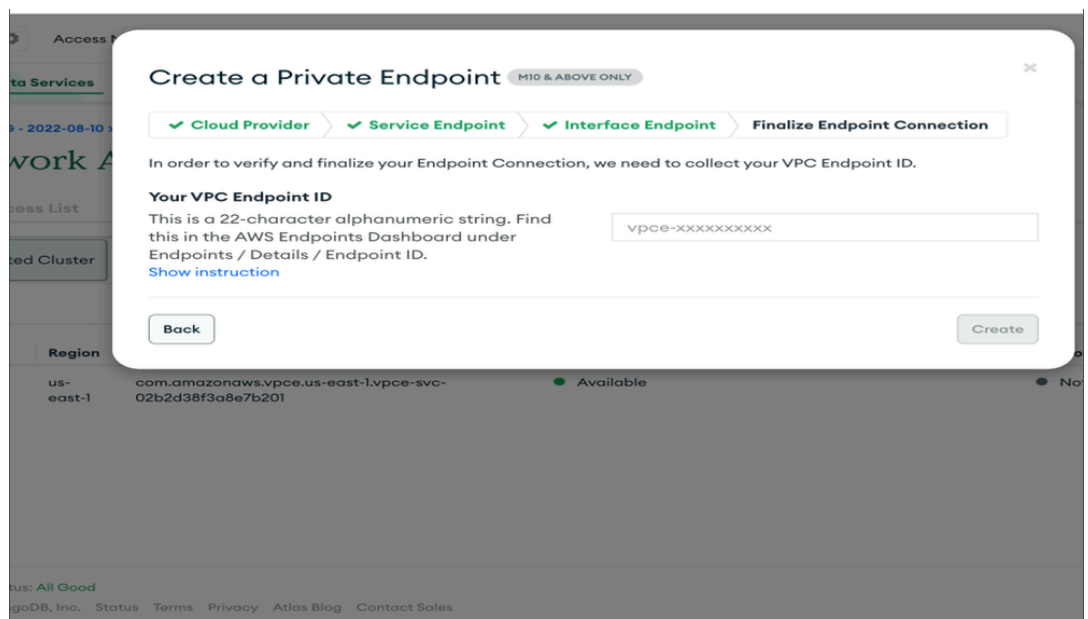 Access
Create a Private Endpoint M10 & ABOVE ONLY
ta Services
Cloud Provider Service Endpoint Interface Endpoint Finalize Endpoint Connection
- 2022-08-10 >
In order to verify and finalize your Endpoint Connection, we need to collect your VPC Endpoint ID.
work A
Your VPC Endpoint ID
This is a 22-character alphanumeric string. Find
this in the AWS Endpoints Dashboard under
Endpoints / Details / Endpoint ID.
Show instruction
vpce-xxxxxxxxxx
cess List
ted Cluster
Back
Create
Region
us-
east-1
com.amazonaws.vpce.us-east-1.vpce-svc-
02b2d38f3a8e7b201
Available
No
tus: All Good
goDB, Inc. Status Terms Privacy Atlas Blog Contact Sales